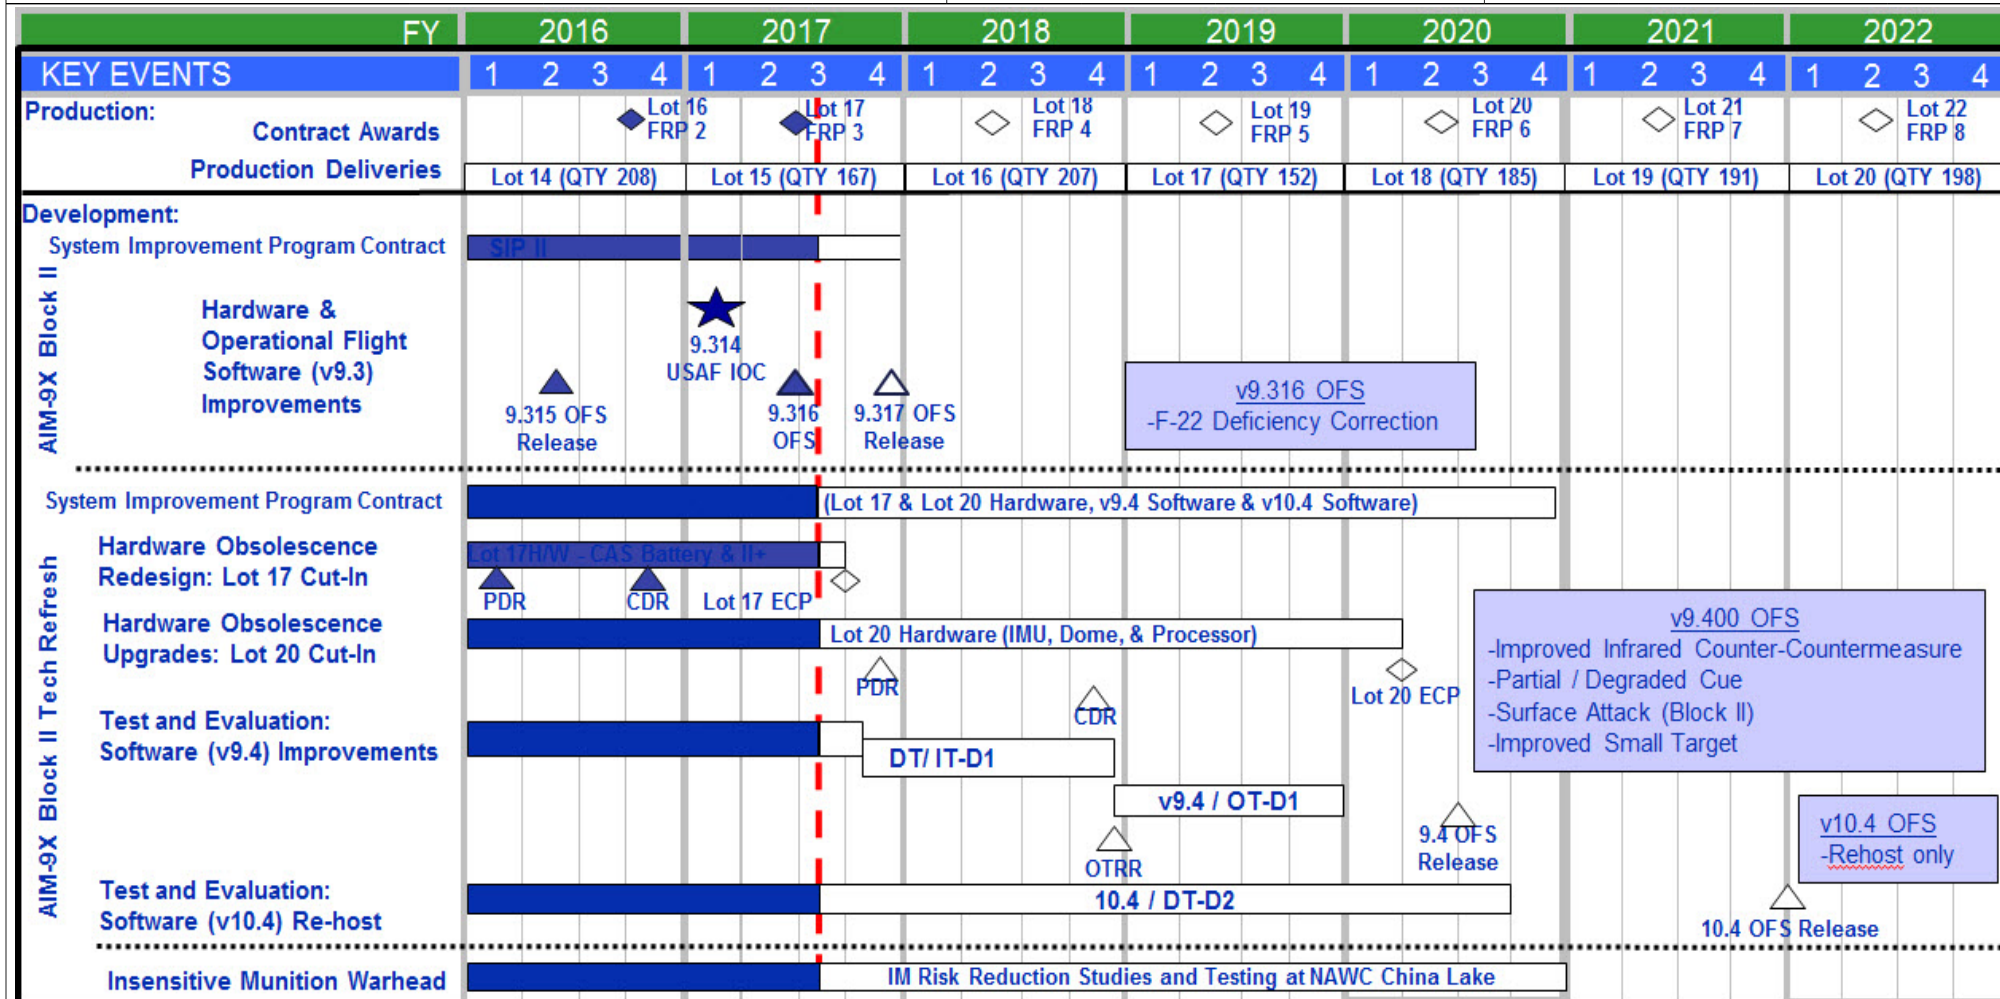 FY 2016 2017 2018 2019 2020 2021 2022
KEY EVENTS 1 2 3 4 1 2 3 4 1 2 3 4 1 2 3 4 1 2 3 4 1 2 3 4 1 2 3 4
Production:
Contract Awards
Lot 16
FRP 2
Lot 17
FRP 3
Lot 18
FRP 4
Lot 19
FRP 5
Lot 20
FRP 6
Lot 21
FRP 7
Lot 22
FRP 8
Production Deliveries
Lot 14 (QTY 208)
Lot 15 (QTY 167)
Lot 16 (QTY 207)
Lot 17 (QTY 152)
Lot 18 (QTY 185)
Lot 19 (QTY 191)
Lot 20 (QTY 198)
Development:
AIM-9X Block II
System Improvement Program Contract
SIP II
Hardware &
Operational Flight
Software (v9.3)
Improvements
9.314
USAF IOC
9.315 OFS
Release
9.316
OFS
9.317 OFS
Release
v9.316 OFS
-F-22 Deficiency Correction
AIM-9X Block II Tech Refresh
System Improvement Program Contract
(Lot 17 & Lot 20 Hardware, v9.4 Software & v10.4 Software)
Hardware Obsolescence
Redesign: Lot 17 Cut-In
Lot 17H/W - CAS Battery & II+
PDR
CDR
Lot 17 ECP
Hardware Obsolescence
Upgrades: Lot 20 Cut-In
Lot 20 Hardware (IMU, Dome, & Processor)
PDR
CDR
Lot 20 ECP
v9.400 OFS
-Improved Infrared Counter-Countermeasure
-Partial / Degraded Cue
-Surface Attack (Block II)
-Improved Small Target
Test and Evaluation:
Software (v9.4) Improvements
DT/ IT-D1
v9.4 / OT-D1
OTRR
9.4 OFS
Release
v10.4 OFS
-Rehost only
Test and Evaluation:
Software (v10.4) Re-host
10.4 / DT-D2
10.4 OFS Release
Insensitive Munition Warhead
IM Risk Reduction Studies and Testing at NAWC China Lake